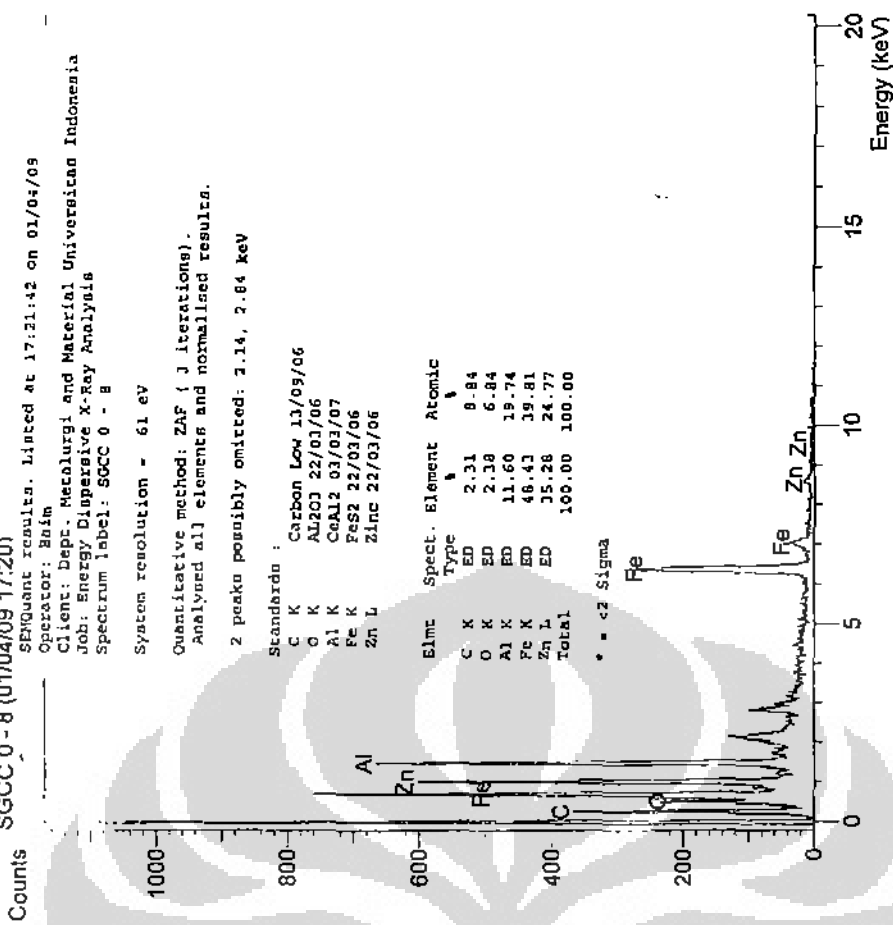 Counts SGCC 0 - 8 (01/04/09 17:20)
SEMQuant results. Listed at 17:21:42 on 01/04/09
Operator: Baim
Client: Dept. Metalurgi and Material Universitas Indonesia
Job: Energy Dispersive X-Ray Analysis
Spectrum label: SGCC 0 - 8
System resolution = 61 eV
Quantitative method: ZAF ( 3 iterations).
Analysed all elements and normalised results.
2 peaks possibly omitted: 2.14, 2.84 keV
Standards :
C K Carbon Low 13/09/06
O K AL2O3 22/03/06
Al K CoAl2 03/03/07
Fe K FeS2 22/03/06
Zn L Zinc 22/03/06
Elmt Spect. Element Atomic
Type % %
C K ED 2.31 8.84
O K ED 2.38 6.84
Al K ED 11.60 19.74
Fe K ED 48.43 39.81
Zn L ED 35.28 24.77
Total 100.00 100.00
* = <2 Sigma
1000
800
600
400
200
0
C
O
Fe
Zn
Al
Fe
Fe
Zn Zn
0 5 10 15 20
Energy (keV)